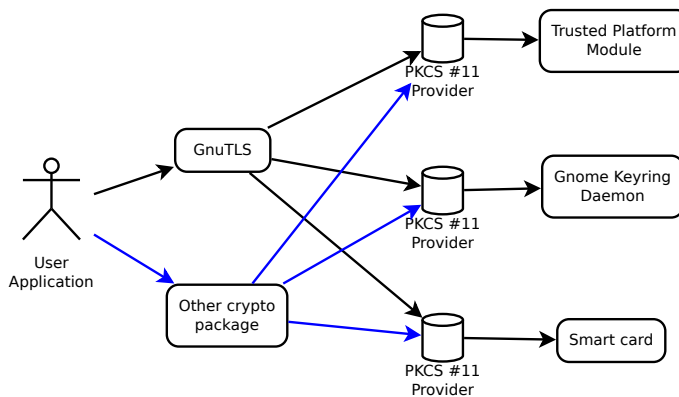 Trusted Platform
Module
PKCS #11
Provider
GnuTLS
Gnome Keyring
Daemon
PKCS #11
Provider
User
Application
Other crypto
package
Smart card
PKCS #11
Provider